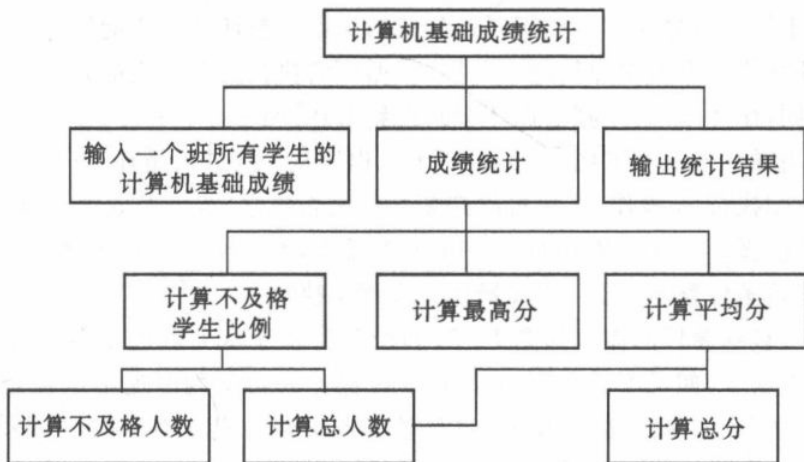 计算机基础成绩统计
输入一个班所有学生的
计算机基础成绩
成绩统计
输出统计结果
计算不及格
学生比例
计算最高分
计算平均分
计算不及格人数
计算总人数
计算总分